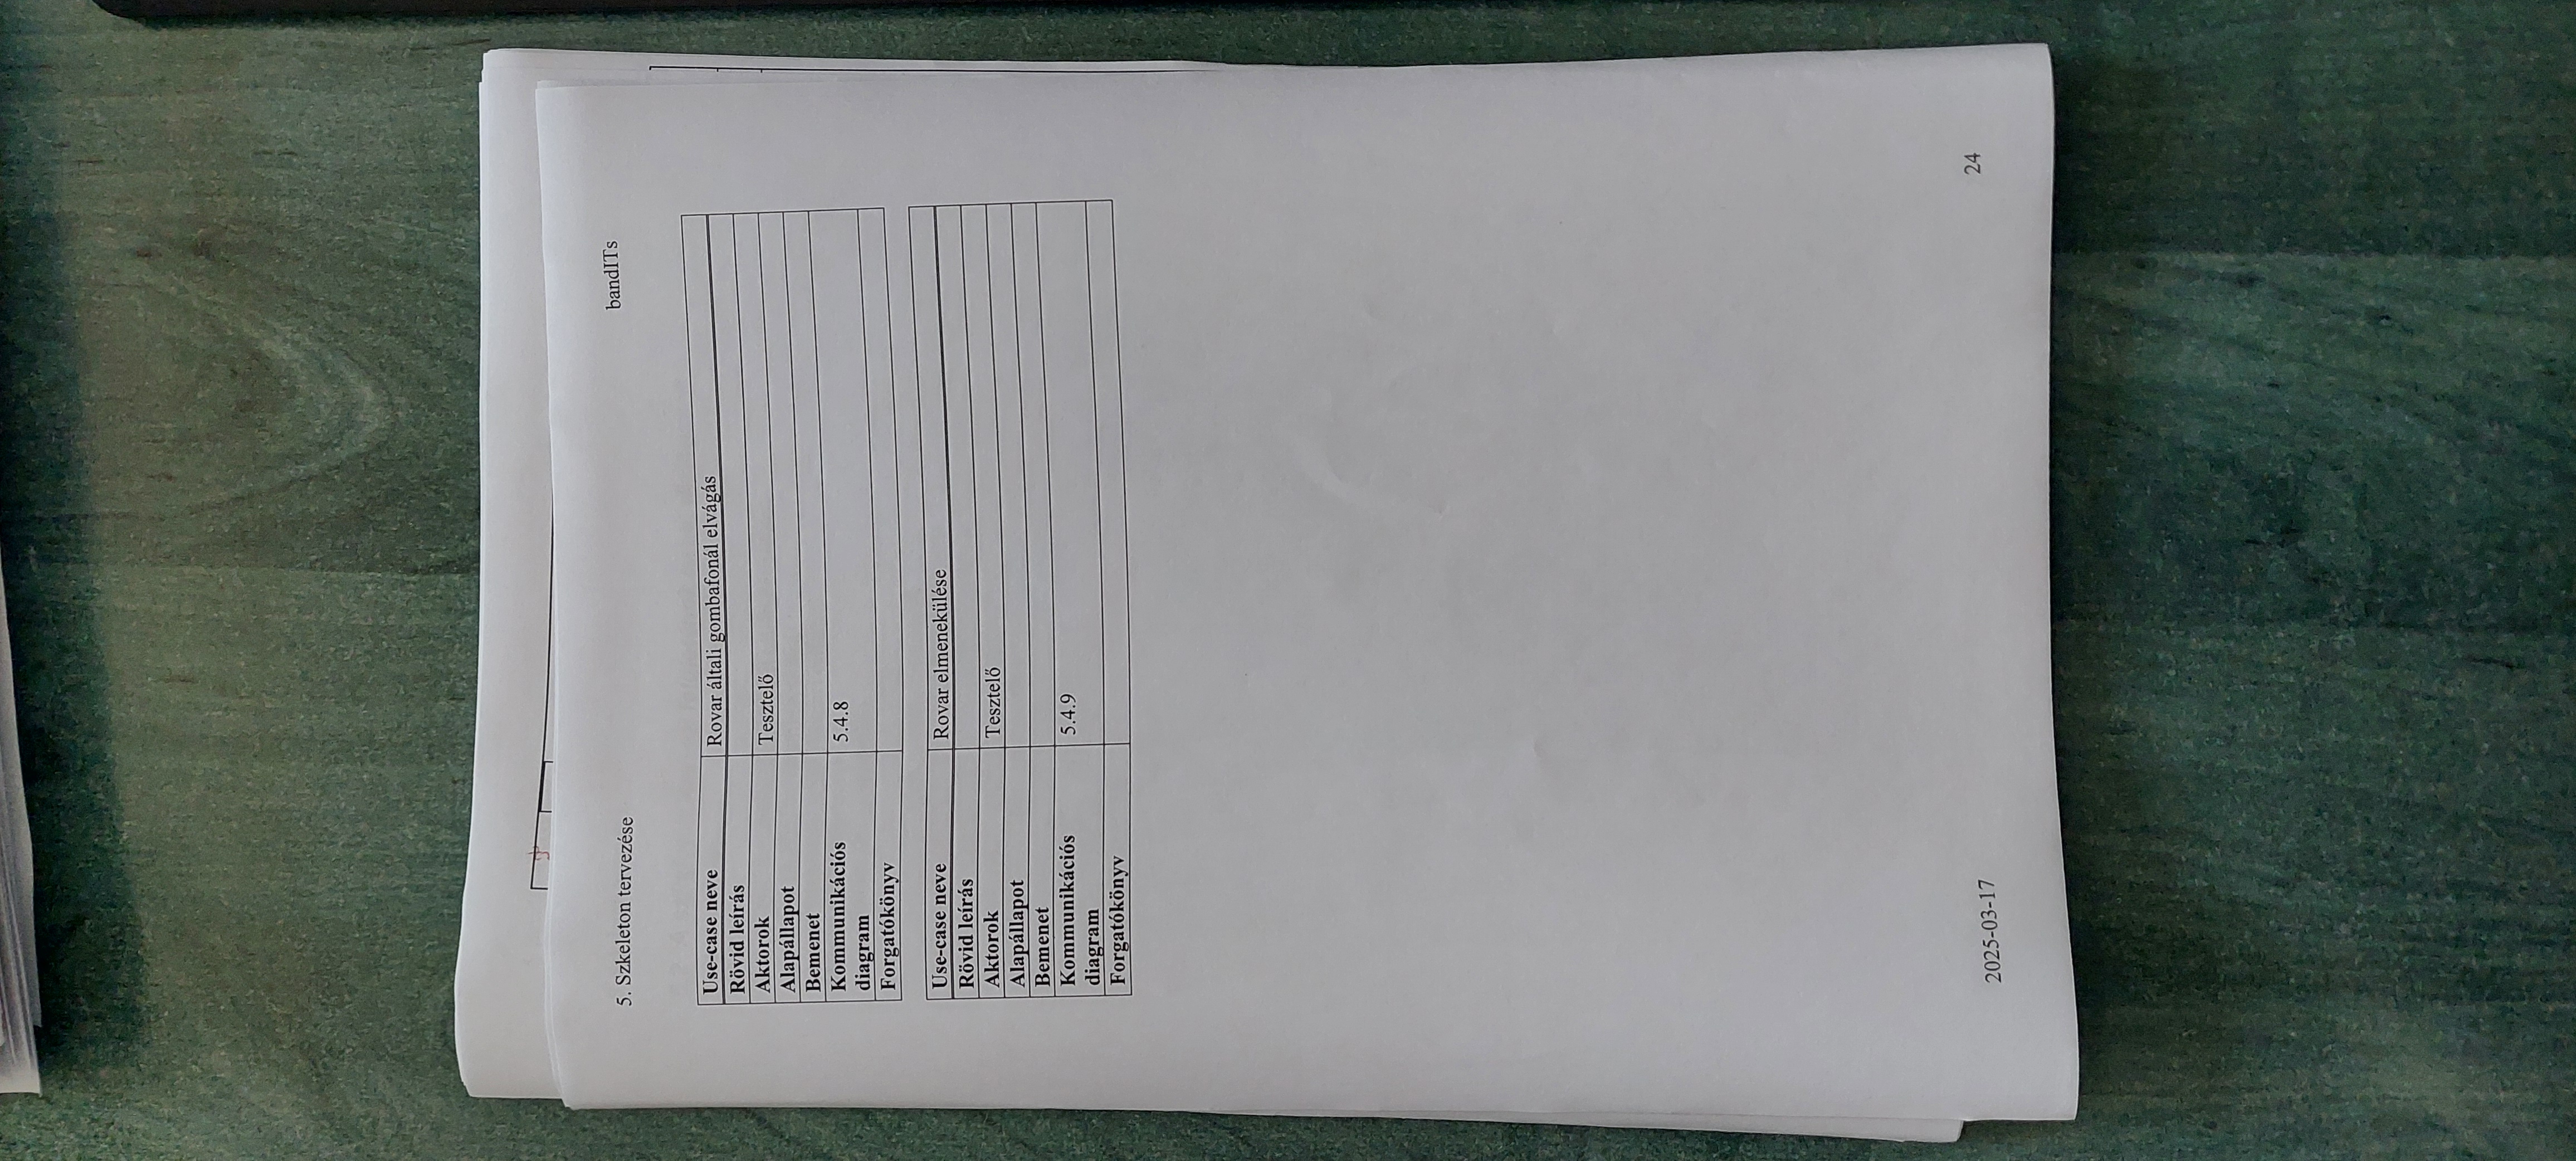 5. Szkeleton tervezése bandITs
Use-case neve Rovar általi gombafonál elvágás
Rövid leírás
Aktorok Tesztelő
Alapállapot
Bemenet
Kommunikációs 5.4.8
diagram
Forgatókönyv
Use-case neve Rovar elmenekülése
Rövid leírás
Aktorok Tesztelő
Alapállapot
Bemenet
Kommunikációs 5.4.9
diagram
Forgatókönyv
2025-03-17 24